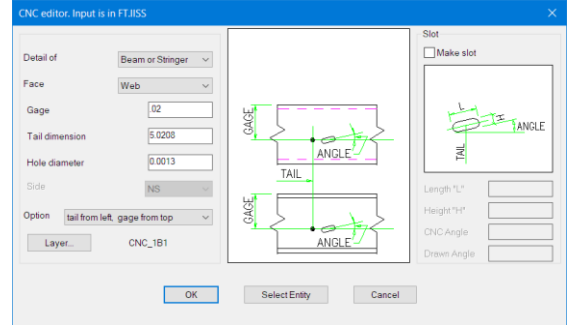 CNC editor. Input is in FT.IISS
Detail of
Beam or Stringer
Face
Web
Gage
.02
Tail dimension
5.0208
Hole diameter
0.0013
Side
NS
Option
tail from left, gage from top
Layer...
CNC_1B1
GAGE
ANGLE
TAIL
GAGE
ANGLE
Slot
Make slot
L
H
ANGLE
TAIL
Length "L"
Height "H"
CNC Angle
Drawn Angle
OK
Select Entity
Cancel